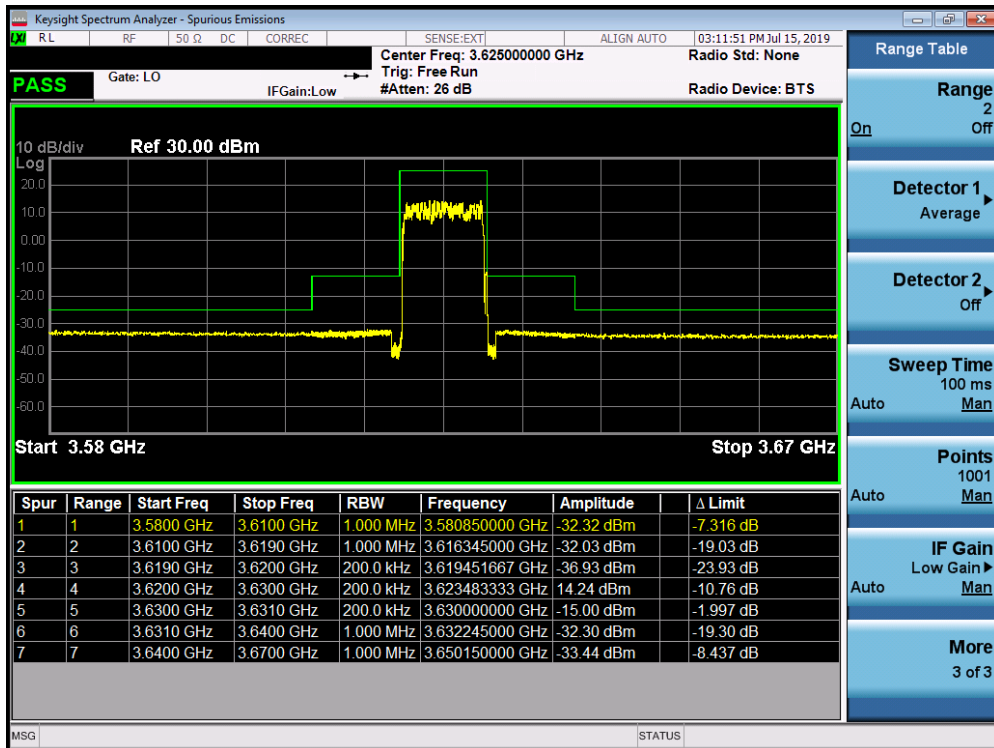 Keysight Spectrum Analyzer - Spurious Emissions
LXI RL RF 50 Ω DC CORREC SENSE:EXT ALIGN AUTO 03:11:51 PM Jul 15, 2019
Center Freq: 3.625000000 GHz Radio Std: None
PASS Gate: LO Trig: Free Run
IFGain:Low #Atten: 26 dB Radio Device: BTS
10 dB/div Ref 30.00 dBm
Log
20.0
10.0
0.00
-10.0
-20.0
-30.0
-40.0
-50.0
-60.0
Start 3.58 GHz Stop 3.67 GHz
Spur Range Start Freq Stop Freq RBW Frequency Amplitude Δ Limit
1 1 3.5800 GHz 3.6100 GHz 1.000 MHz 3.580850000 GHz -32.32 dBm -7.316 dB
2 2 3.6100 GHz 3.6190 GHz 1.000 MHz 3.616345000 GHz -32.03 dBm -19.03 dB
3 3 3.6190 GHz 3.6200 GHz 200.0 kHz 3.619451667 GHz -36.93 dBm -23.93 dB
4 4 3.6200 GHz 3.6300 GHz 200.0 kHz 3.623483333 GHz 14.24 dBm -10.76 dB
5 5 3.6300 GHz 3.6310 GHz 200.0 kHz 3.630000000 GHz -15.00 dBm -1.997 dB
6 6 3.6310 GHz 3.6400 GHz 1.000 MHz 3.632245000 GHz -32.30 dBm -19.30 dB
7 7 3.6400 GHz 3.6700 GHz 1.000 MHz 3.650150000 GHz -33.44 dBm -8.437 dB
MSG STATUS
Range Table
Range
2
On Off
Detector 1
Average
Detector 2
Off
Sweep Time
100 ms
Auto Man
Points
1001
Auto Man
IF Gain
Low Gain
Auto Man
More
3 of 3